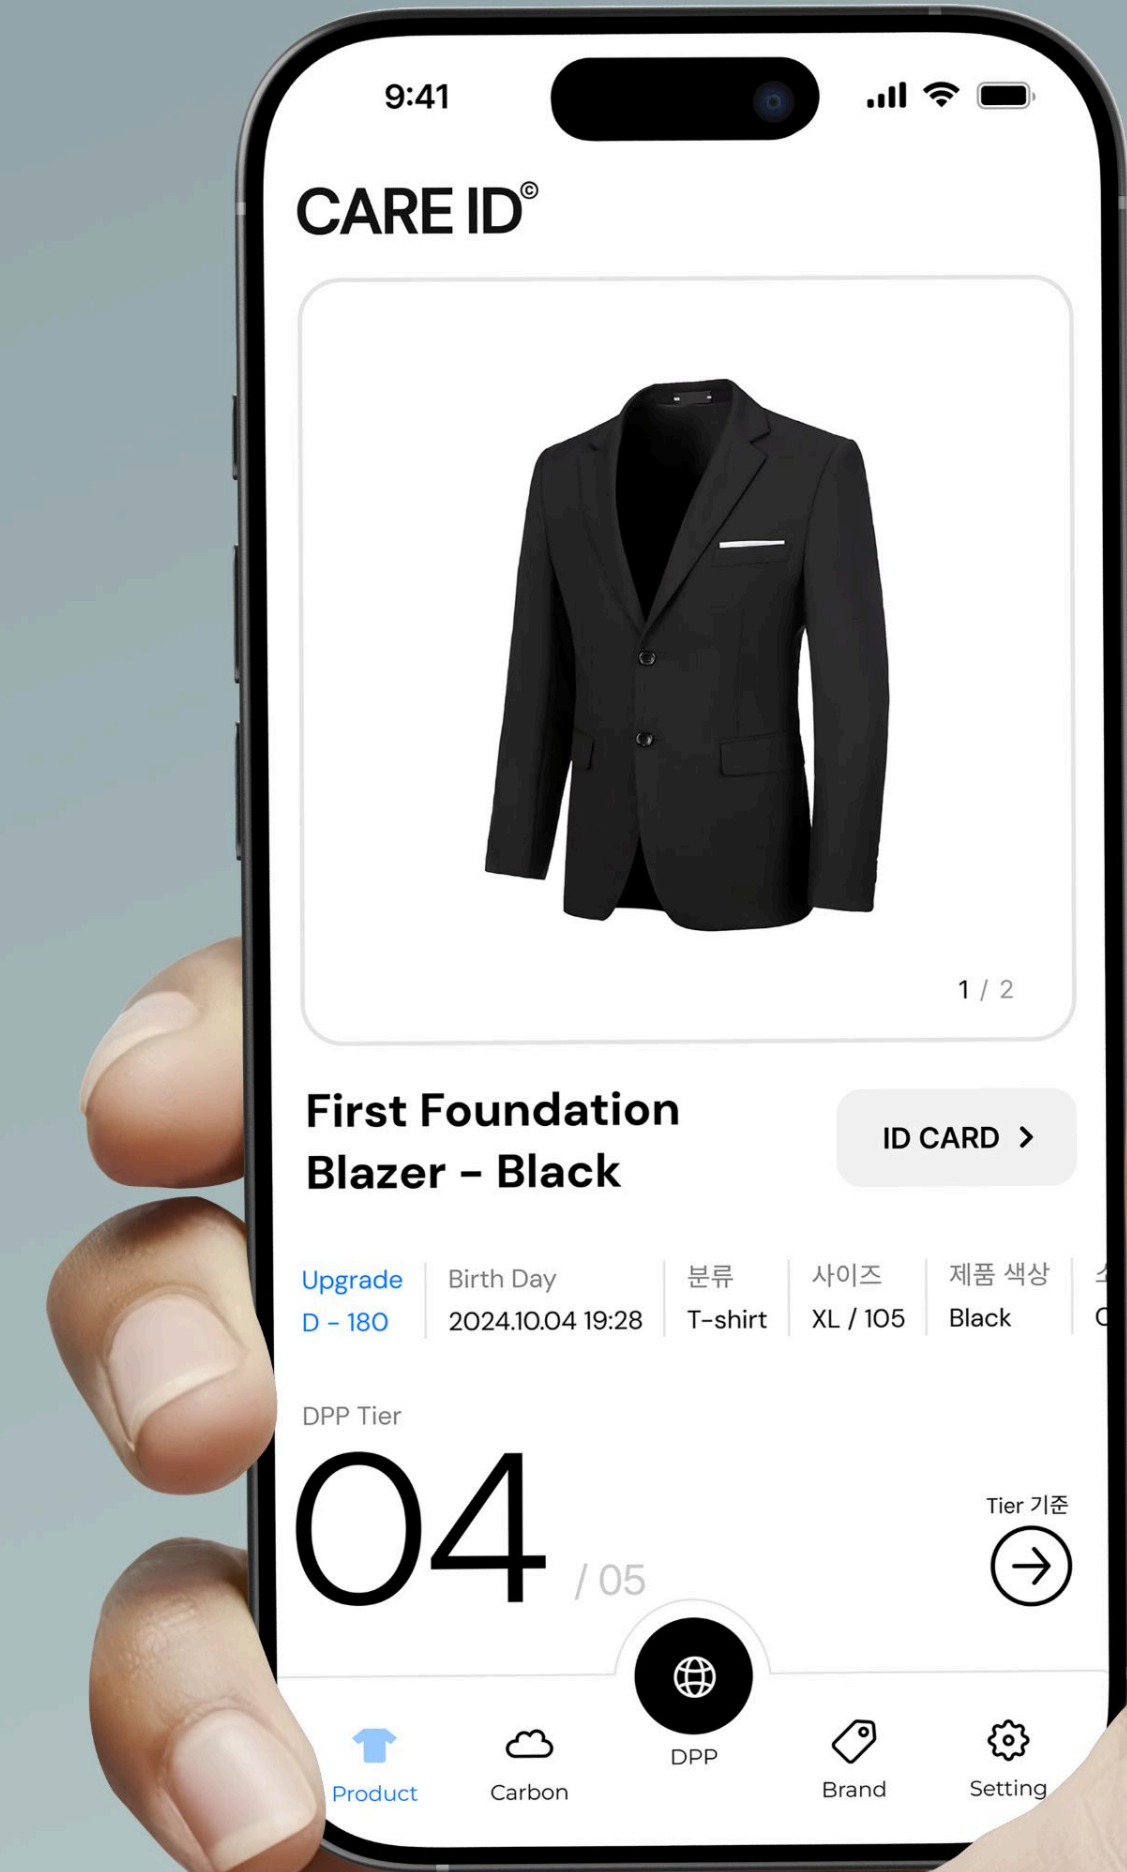 9:41
CARE ID©
1 / 2
First Foundation
Blazer – Black
ID CARD
Upgrade
D – 180
Birth Day
2024.10.04 19:28
분류
T-shirt
사이즈
XL / 105
제품 색상
Black
DPP Tier
04 / 05
Tier 기준
Product
Carbon
DPP
Brand
Setting